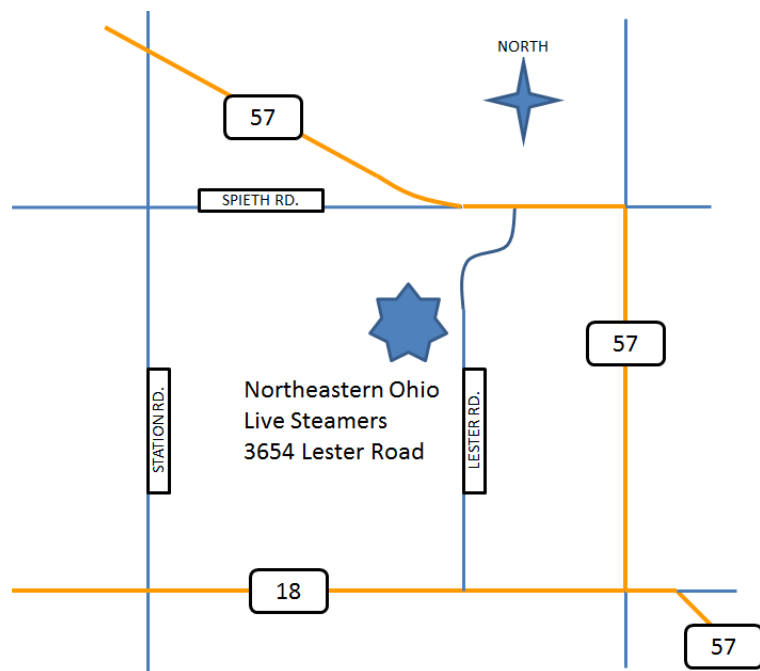 NORTH
57
SPIETH RD.
57
STATION RD.
Northeastern Ohio
Live Steamers
3654 Lester Road
LESTER RD.
18
57